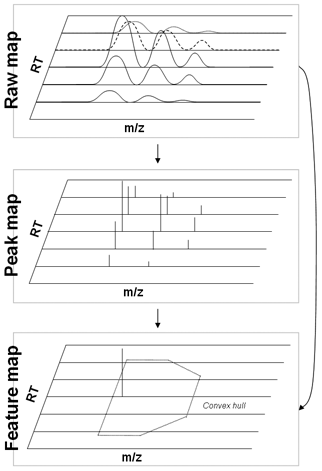 Raw map
RT
m/z
Peak map
RT
m/z
Feature map
RT
Convex hull
m/z